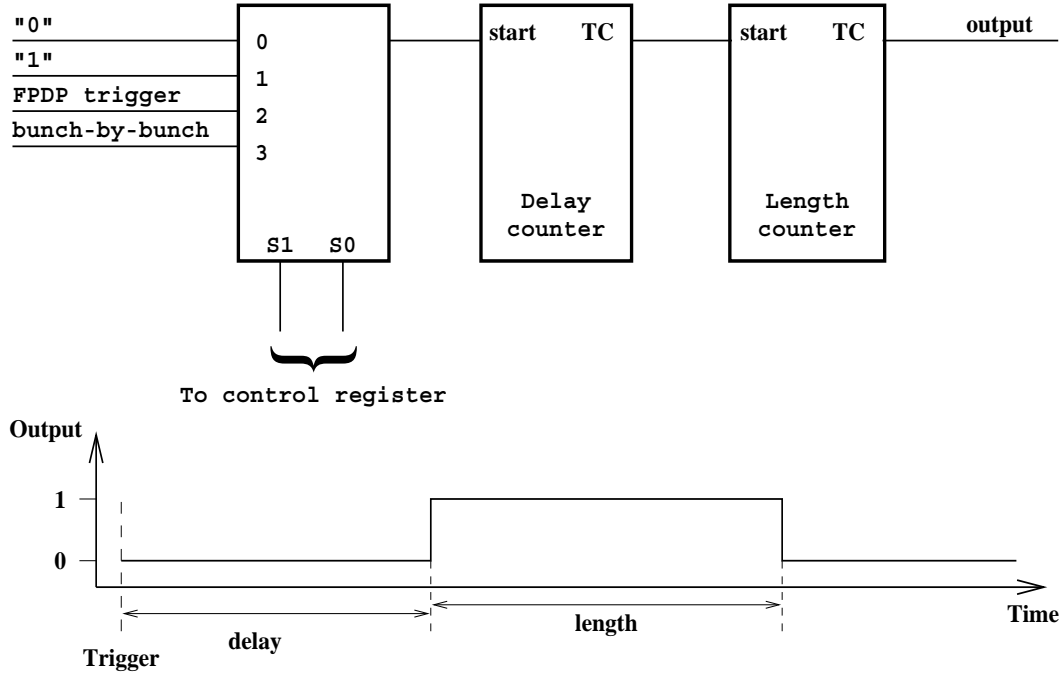 "0"
"1"
FPDP trigger
bunch-by-bunch
0
1
2
3
S1 S0
start TC
Delay
counter
start TC
Length
counter
output
To control register
Output
1
0
delay
length
Time
Trigger